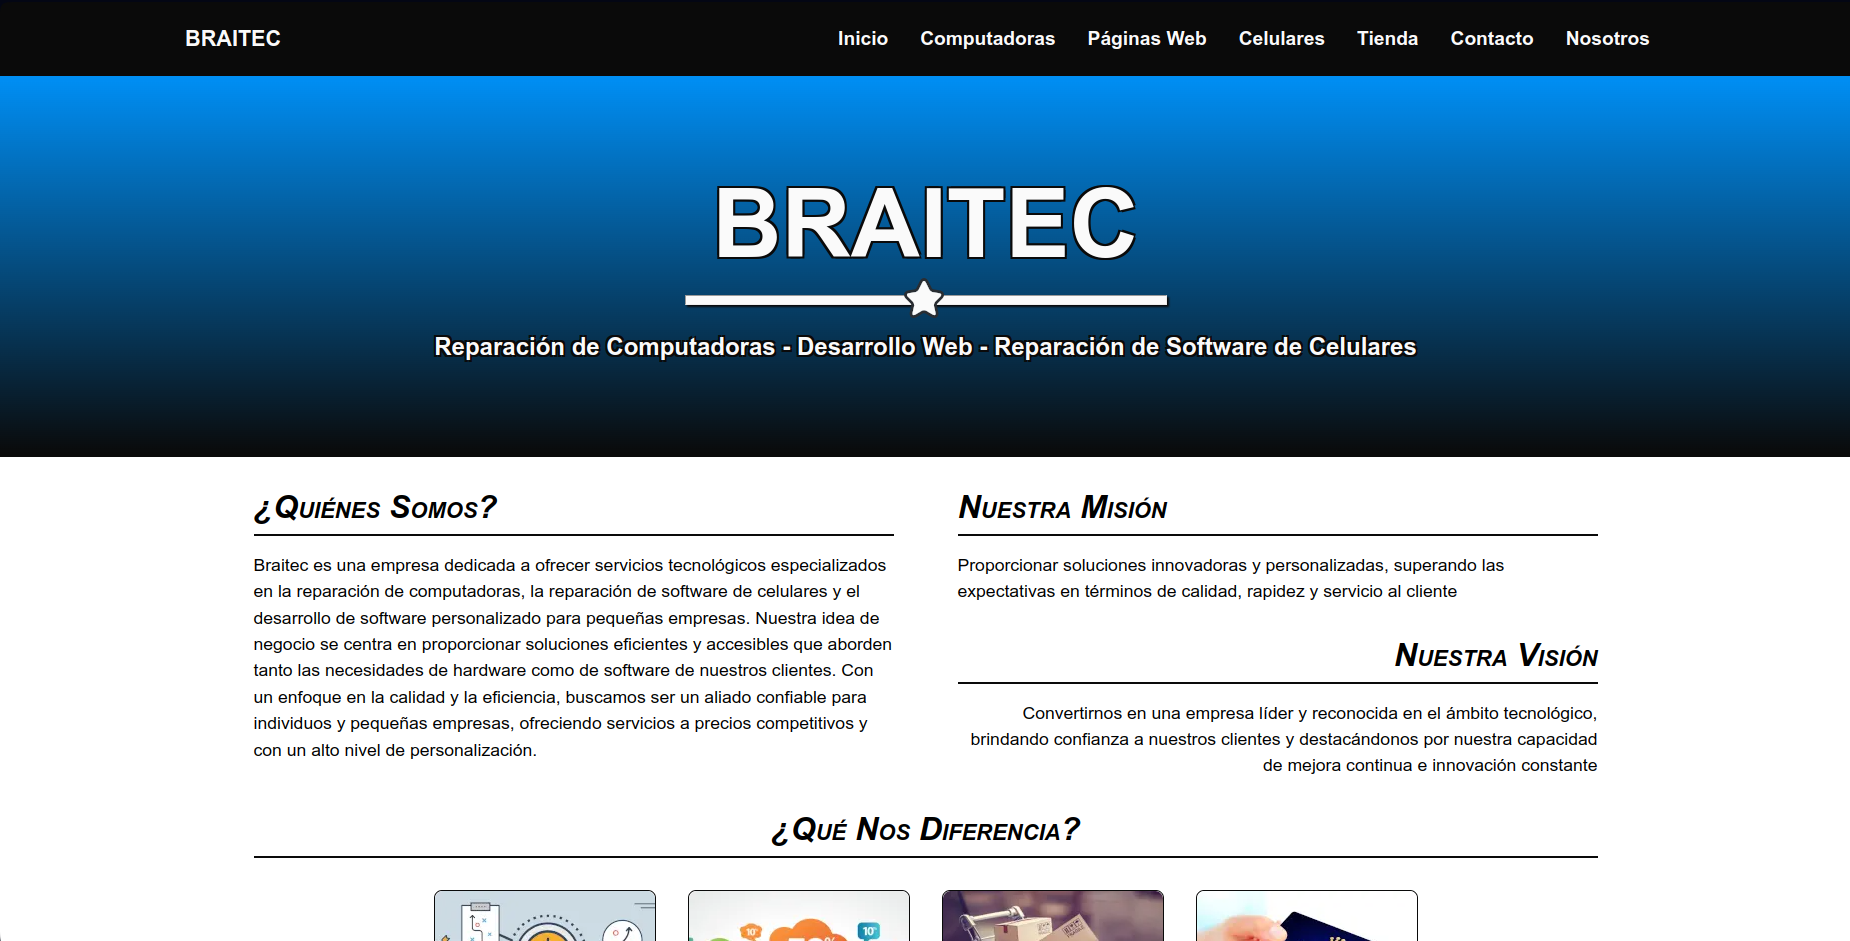 BRAITEC
Inicio Computadoras Páginas Web Celulares Tienda Contacto Nosotros
BRAITEC
Reparación de Computadoras - Desarrollo Web - Reparación de Software de Celulares
¿Quiénes Somos?
Braitec es una empresa dedicada a ofrecer servicios tecnológicos especializados
en la reparación de computadoras, la reparación de software de celulares y el
desarrollo de software personalizado para pequeñas empresas. Nuestra idea de
negocio se centra en proporcionar soluciones eficientes y accesibles que aborden
tanto las necesidades de hardware como de software de nuestros clientes. Con
un enfoque en la calidad y la eficiencia, buscamos ser un aliado confiable para
individuos y pequeñas empresas, ofreciendo servicios a precios competitivos y
con un alto nivel de personalización.
Nuestra Misión
Proporcionar soluciones innovadoras y personalizadas, superando las
expectativas en términos de calidad, rapidez y servicio al cliente
Nuestra Visión
Convertirnos en una empresa líder y reconocida en el ámbito tecnológico,
brindando confianza a nuestros clientes y destacándonos por nuestra capacidad
de mejora continua e innovación constante
¿Qué Nos Diferencia?